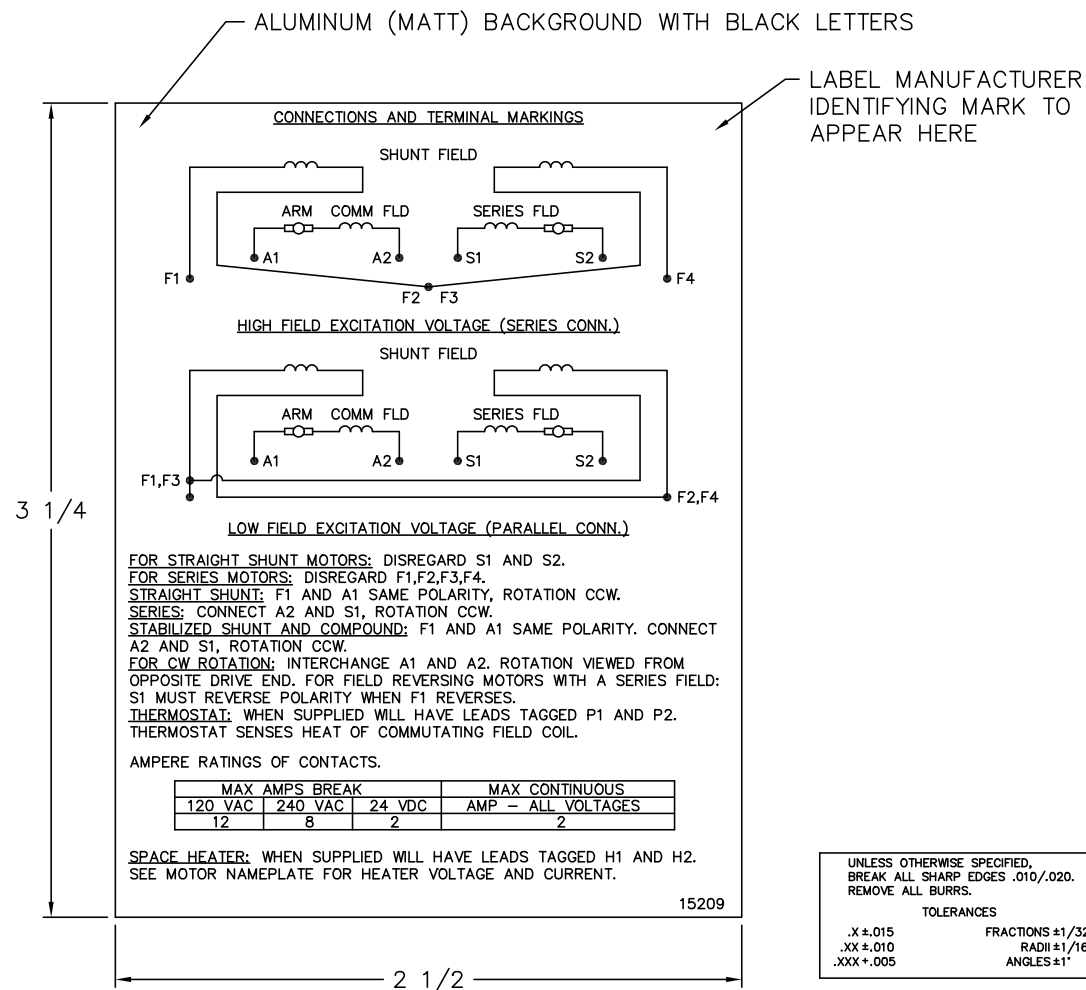 ALUMINUM (MATT) BACKGROUND WITH BLACK LETTERS
LABEL MANUFACTURER
IDENTIFYING MARK TO
APPEAR HERE
CONNECTIONS AND TERMINAL MARKINGS
SHUNT FIELD
ARM COMM FLD SERIES FLD
A1 A2 S1 S2
F1 F4
F2 F3
HIGH FIELD EXCITATION VOLTAGE (SERIES CONN.)
SHUNT FIELD
ARM COMM FLD SERIES FLD
A1 A2 S1 S2
F1,F3
F2,F4
3 1/4
LOW FIELD EXCITATION VOLTAGE (PARALLEL CONN.)
FOR STRAIGHT SHUNT MOTORS: DISREGARD S1 AND S2.
FOR SERIES MOTORS: DISREGARD F1,F2,F3,F4.
STRAIGHT SHUNT: F1 AND A1 SAME POLARITY, ROTATION CCW.
SERIES: CONNECT A2 AND S1, ROTATION CCW.
STABILIZED SHUNT AND COMPOUND: F1 AND A1 SAME POLARITY. CONNECT
A2 AND S1, ROTATION CCW.
FOR CW ROTATION: INTERCHANGE A1 AND A2. ROTATION VIEWED FROM
OPPOSITE DRIVE END. FOR FIELD REVERSING MOTORS WITH A SERIES FIELD:
S1 MUST REVERSE POLARITY WHEN F1 REVERSES.
THERMOSTAT: WHEN SUPPLIED WILL HAVE LEADS TAGGED P1 AND P2.
THERMOSTAT SENSES HEAT OF COMMUTATING FIELD COIL.
AMPERE RATINGS OF CONTACTS.
MAX AMPS BREAK MAX CONTINUOUS
120 VAC 240 VAC 24 VDC AMP – ALL VOLTAGES
12 8 2 2
SPACE HEATER: WHEN SUPPLIED WILL HAVE LEADS TAGGED H1 AND H2.
SEE MOTOR NAMEPLATE FOR HEATER VOLTAGE AND CURRENT.
15209
2 1/2
UNLESS OTHERWISE SPECIFIED,
BREAK ALL SHARP EDGES .010/.020.
REMOVE ALL BURRS.
TOLERANCES
.X ±.015 FRACTIONS ±1/32
.XX ±.010 RADII ±1/16
.XXX +.005 ANGLES ±1°